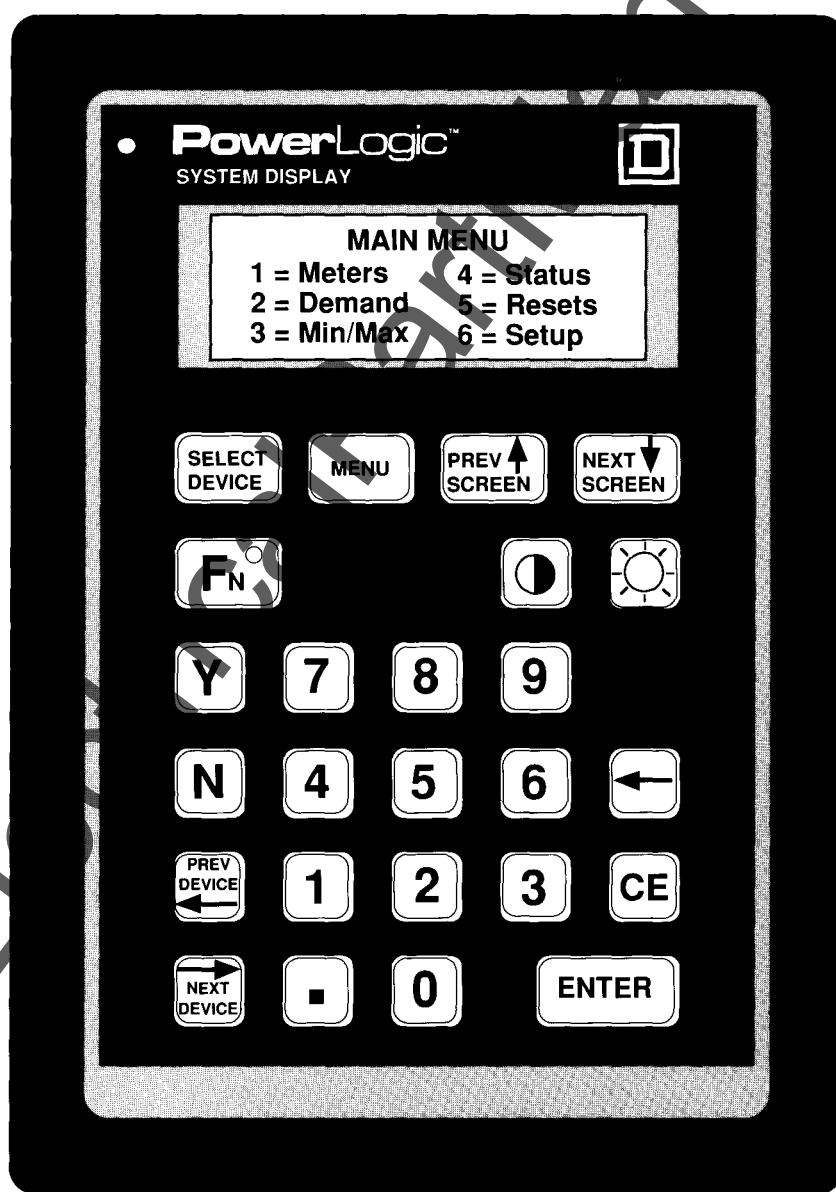 PowerLogic™
SYSTEM DISPLAY
D
MAIN MENU
1 = Meters 4 = Status
2 = Demand 5 = Resets
3 = Min/Max 6 = Setup
SELECT DEVICE
MENU
PREV SCREEN
NEXT SCREEN
FN
Y 7 8 9
N 4 5 6
PREV DEVICE
1 2 3 CE
NEXT DEVICE
. 0 ENTER